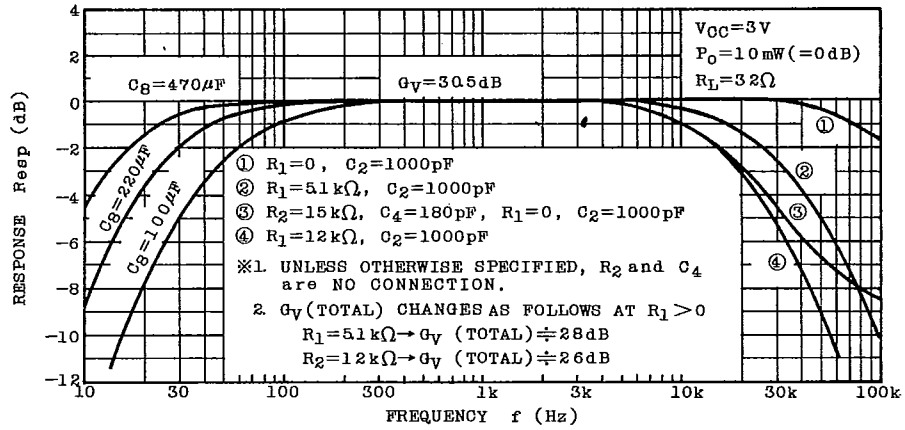 4
2
0
-2
-4
-6
-8
-10
-12
RESPONSE Resp (dB)
C8=470μF
GV=30.5dB
VCC=3V
PO=10mW(=0dB)
RL=32Ω
C8=220μF
C8=100μF
① R1=0, C2=1000pF
② R1=5.1kΩ, C2=1000pF
③ R2=15kΩ, C4=180pF, R1=0, C2=1000pF
④ R1=12kΩ, C2=1000pF
※1. UNLESS OTHERWISE SPECIFIED, R2 and C4
are NO CONNECTION.
2. GV(TOTAL) CHANGES AS FOLLOWS AT R1>0
R1=5.1kΩ→GV (TOTAL)≑28dB
R2=12kΩ→GV (TOTAL)≑26dB
①
②
③
④
10 30 100 300 1k 3k 10k 30k 100k
FREQUENCY f (Hz)